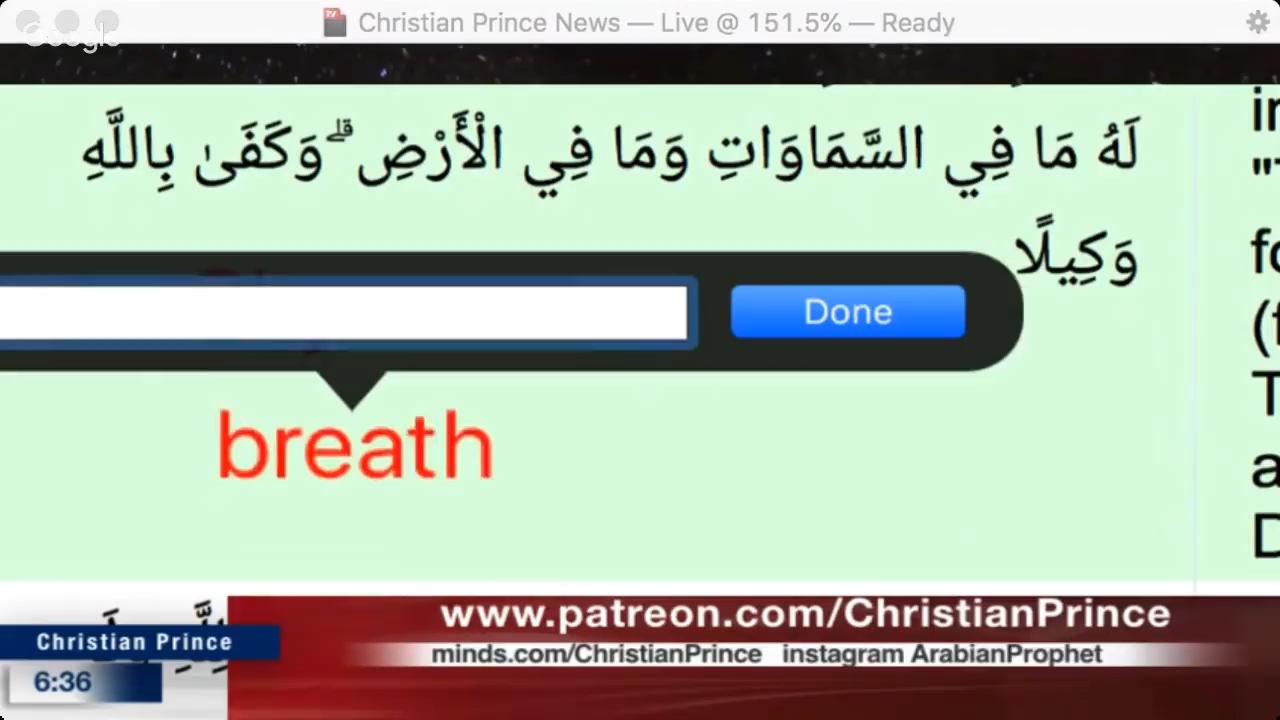 Christian Prince News — Live @ 151.5% — Ready
Google
لَهُ مَا فِي السَّمَاوَاتِ وَمَا فِي الْأَرْضِ ۗ وَكَفَىٰ بِاللَّهِ
وَكِيلًا
Done
breath
www.patreon.com/ChristianPrince
Christian Prince
minds.com/ChristianPrince instagram ArabianProphet
6:36